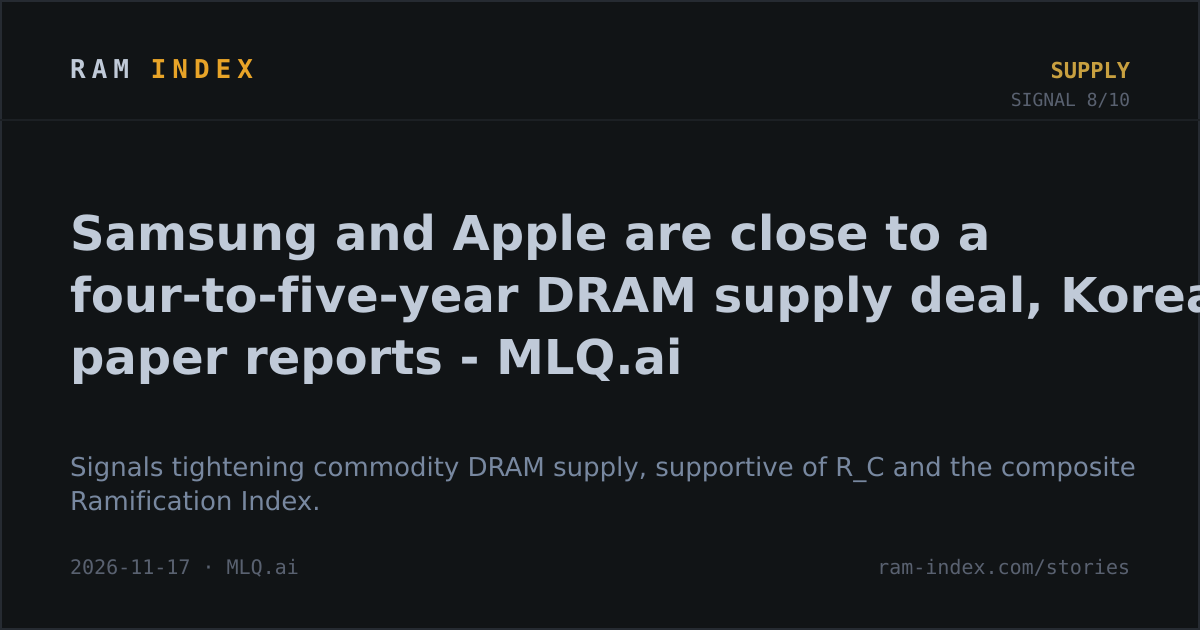 RAM INDEX
SUPPLY
SIGNAL 8/10
Samsung and Apple are close to a
four-to-five-year DRAM supply deal, Korea
paper reports - MLQ.ai
Signals tightening commodity DRAM supply, supportive of R_C and the composite
Ramification Index.
2026-11-17 · MLQ.ai
ram-index.com/stories